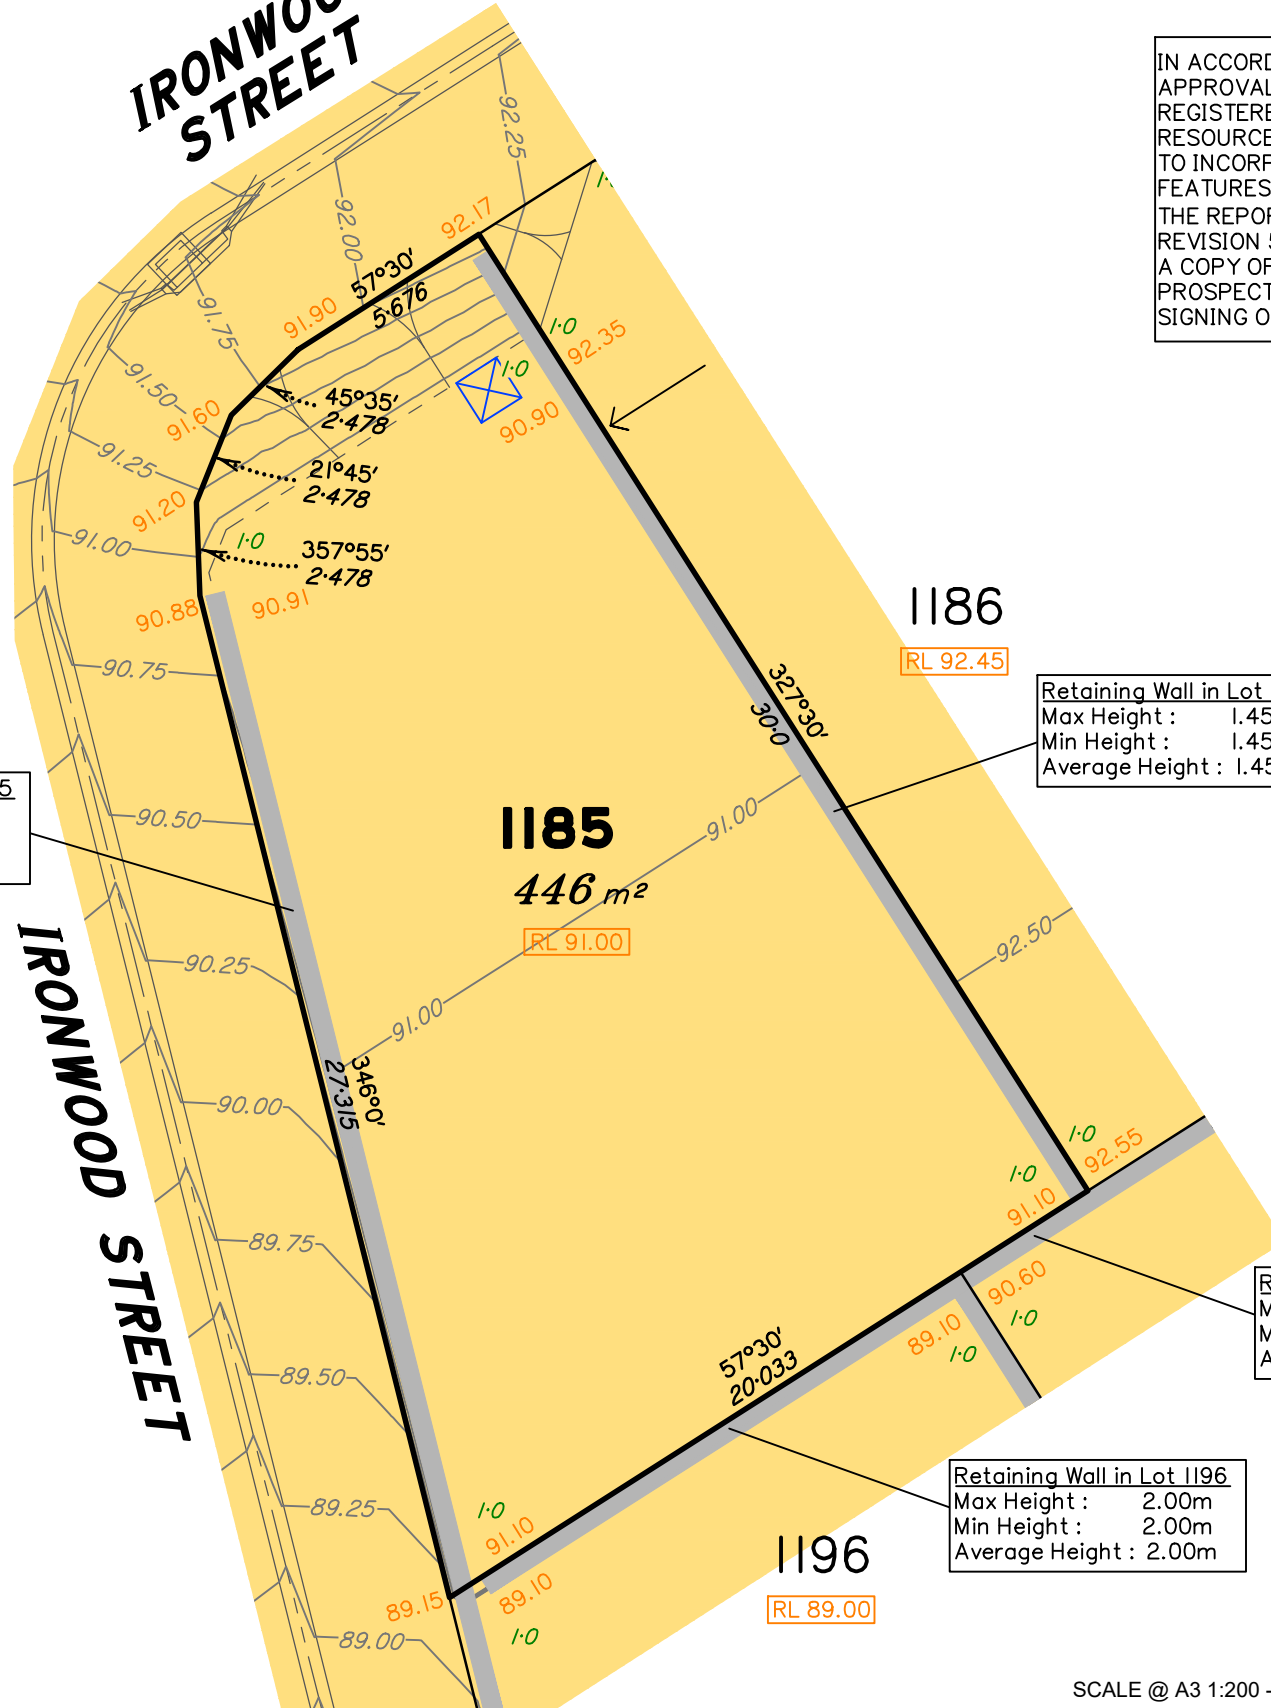 STREET
IN ACCORD
APPROVAL
REGISTERE
RESOURCE
TO INCORP
FEATURES
THE REPOR
REVISION 5
A COPY OF
PROSPECT
SIGNING O
92.25
92.00
92.17
57°30'
5·676
91.90
91.75
1·0
92.35
1·0
90.90
91.50
91.60
45°35'
2·478
91.25
21°45'
2·478
91.20
91.00
1·0
357°55'
2·478
90.88
90.91
90.75
1186
RL 92.45
327°30'
30·0
Retaining Wall in Lot
Max Height : 1.45
Min Height : 1.45
Average Height : 1.45
5
90.50
1185
446 m²
RL 91.00
91.00
91.00
92.50
IRONWOOD STREET
90.25
346°0'
27·315
90.00
89.75
1·0
92.55
1·0
91.10
90.60
1·0
89.10
1·0
R
M
M
A
57°30'
20·033
89.50
89.25
1·0
91.10
89.15
89.10
1·0
89.00
1196
RL 89.00
Retaining Wall in Lot 1196
Max Height : 2.00m
Min Height : 2.00m
Average Height : 2.00m
SCALE @ A3 1:200 -